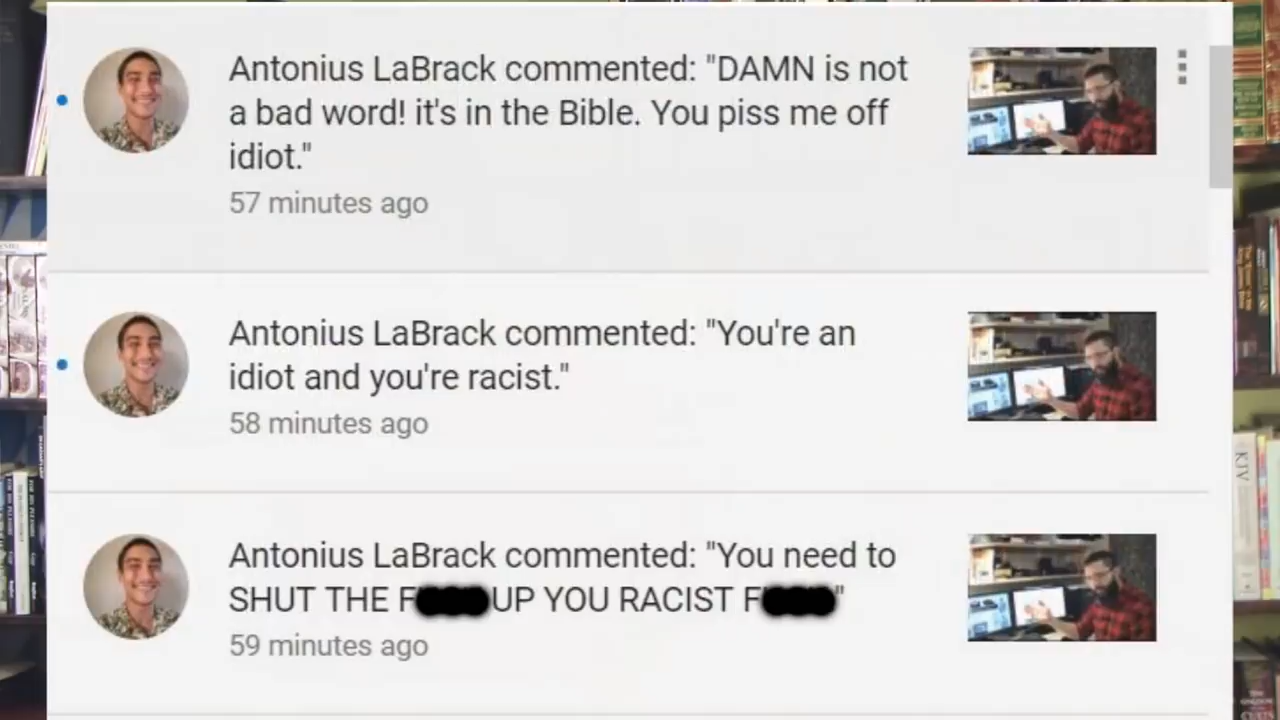 Antonius LaBrack commented: "DAMN is not
a bad word! it's in the Bible. You piss me off
idiot."
57 minutes ago
Antonius LaBrack commented: "You're an
idiot and you're racist."
58 minutes ago
Antonius LaBrack commented: "You need to
SHUT THE F UP YOU RACIST F "
59 minutes ago
KJV